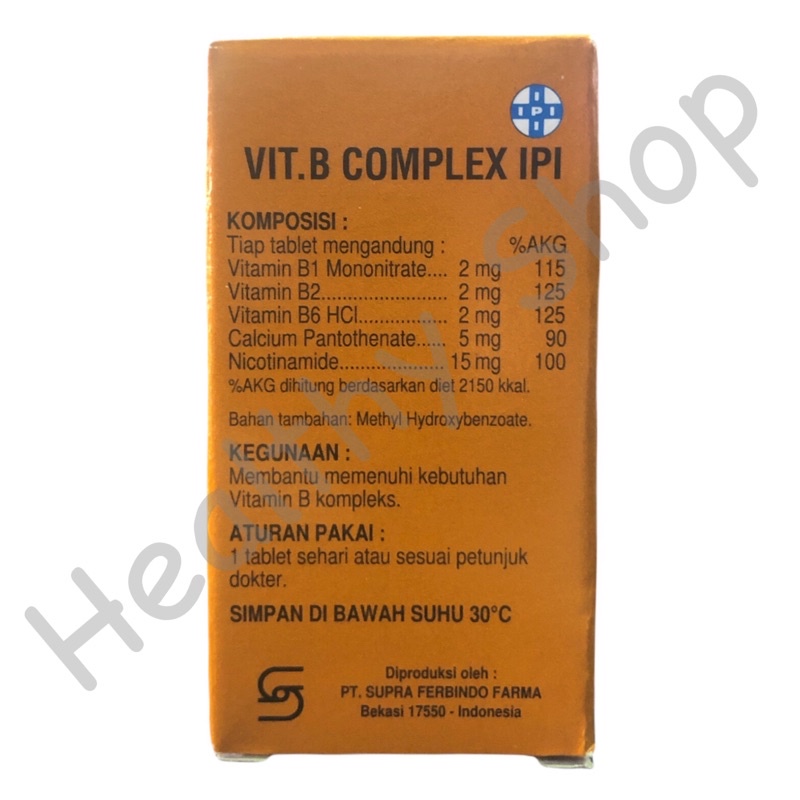 I
I P I
I
VIT.B COMPLEX IPI
KOMPOSISI :
Tiap tablet mengandung : %AKG
Vitamin B1 Mononitrate.... 2 mg 115
Vitamin B2......................... 2 mg 125
Vitamin B6 HCl.................. 2 mg 125
Calcium Pantothenate...... 5 mg 90
Nicotinamide..................... 15 mg 100
%AKG dihitung berdasarkan diet 2150 kkal.
Bahan tambahan: Methyl Hydroxybenzoate.
KEGUNAAN :
Membantu memenuhi kebutuhan
Vitamin B kompleks.
ATURAN PAKAI :
1 tablet sehari atau sesuai petunjuk
dokter.
SIMPAN DI BAWAH SUHU 30°C
Diproduksi oleh :
PT. SUPRA FERBINDO FARMA
Bekasi 17550 - Indonesia
Healthy Shop